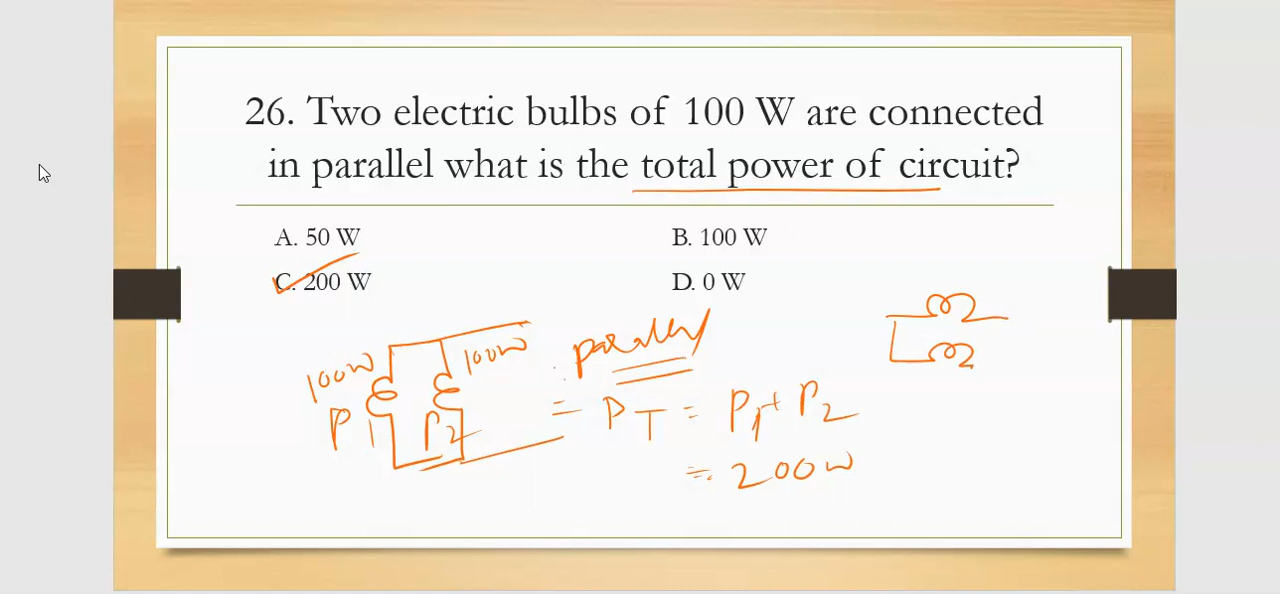 26. Two electric bulbs of 100 W are connected
in parallel what is the total power of circuit?
A. 50 W
B. 100 W
C. 200 W
D. 0 W
100W
100W
parallel
P1
P2
= PT = P1 + P2
= 200W